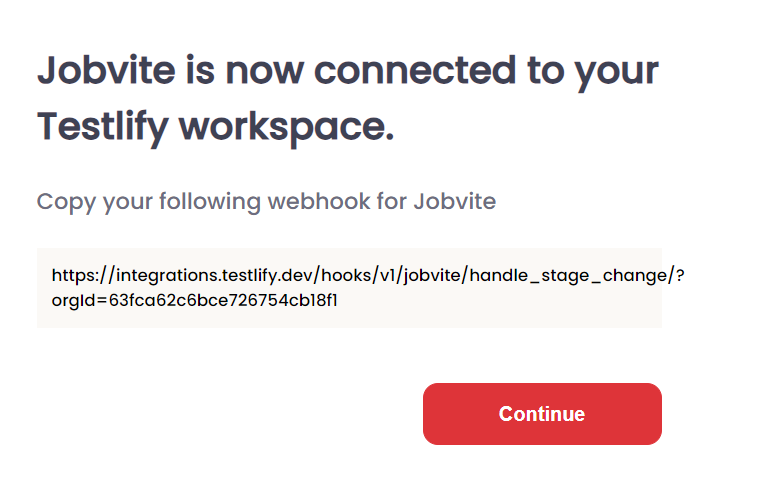 Jobvite is now connected to your
Testlify workspace.
Copy your following webhook for Jobvite
https://integrations.testlify.dev/hooks/v1/jobvite/handle_stage_change/?
orgId=63fca62c6bce726754cb18f1
Continue